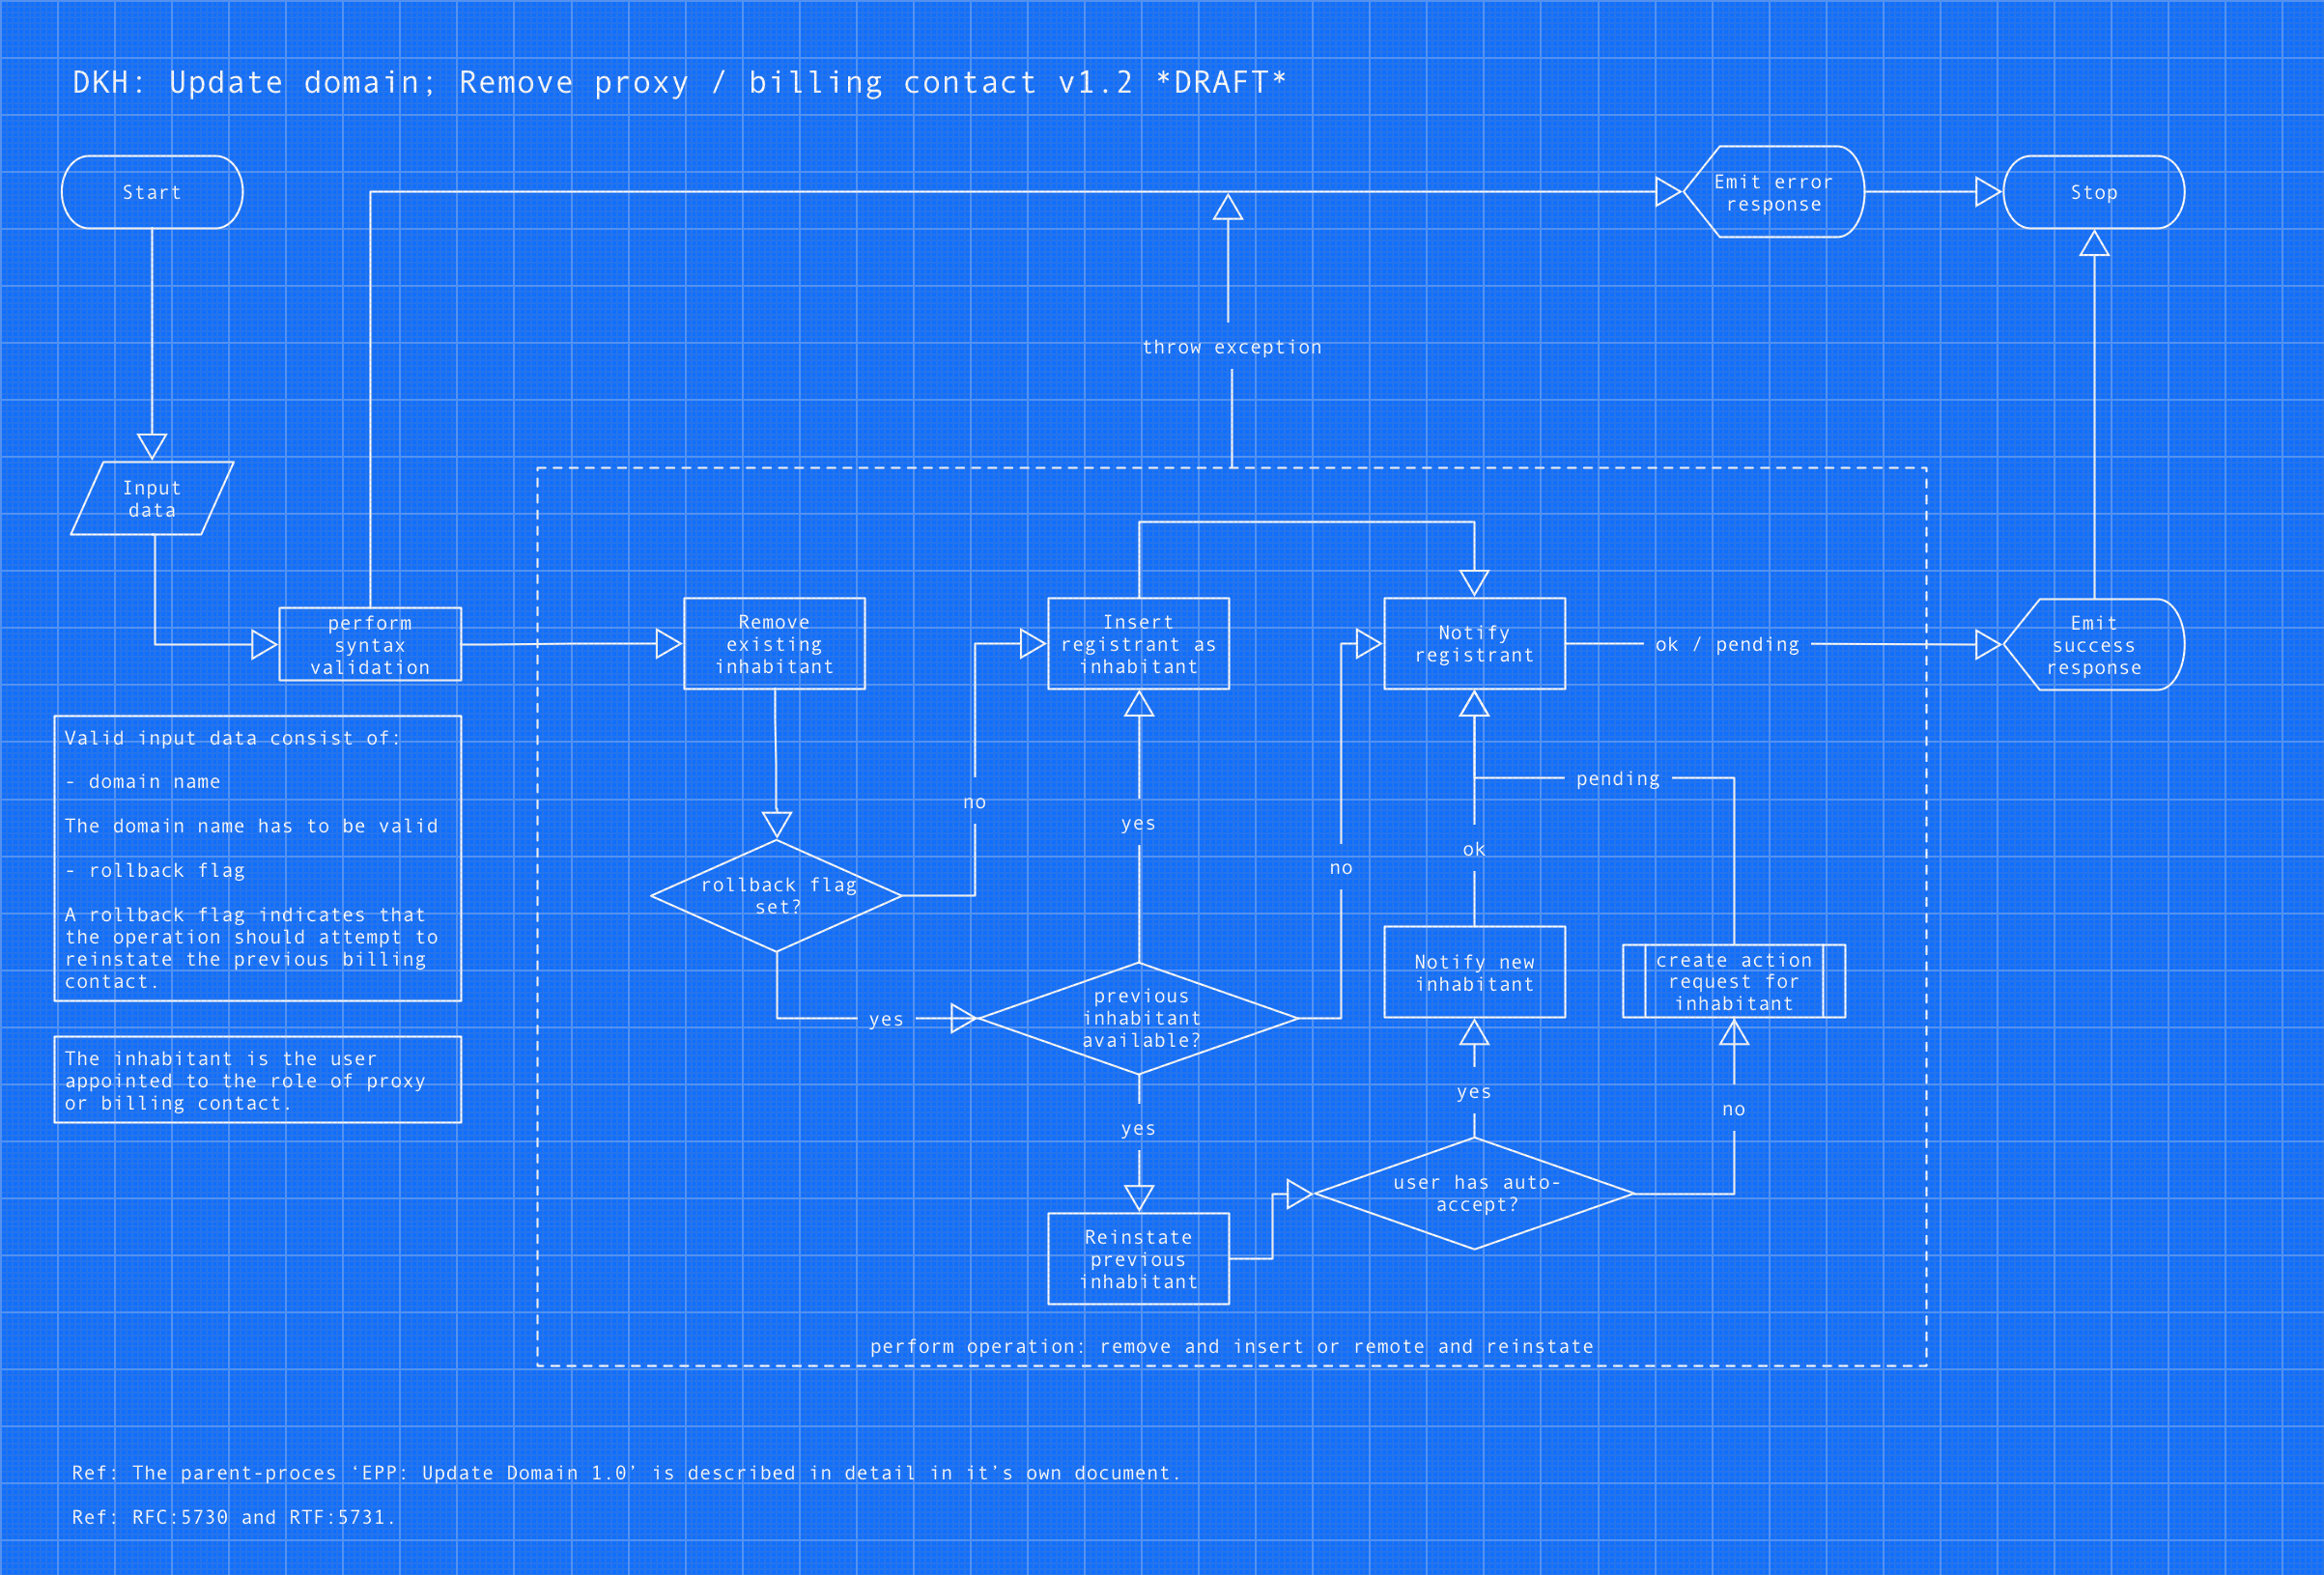 DKH: Update domain; Remove proxy / billing contact v1.2 *DRAFT*
Start
Emit error
response
Stop
throw exception
Input
data
perform
syntax
validation
Remove
existing
inhabitant
Insert
registrant as
inhabitant
Notify
registrant
ok / pending
Emit
success
response
Valid input data consist of:
- domain name
The domain name has to be valid
- rollback flag
A rollback flag indicates that
the operation should attempt to
reinstate the previous billing
contact.
The inhabitant is the user
appointed to the role of proxy
or billing contact.
no
yes
no
pending
ok
rollback flag
set?
yes
previous
inhabitant
available?
Notify new
inhabitant
create action
request for
inhabitant
yes
yes
no
user has auto-
accept?
Reinstate
previous
inhabitant
perform operation: remove and insert or remote and reinstate
Ref: The parent-proces ‘EPP: Update Domain 1.0’ is described in detail in it’s own document.
Ref: RFC:5730 and RTF:5731.